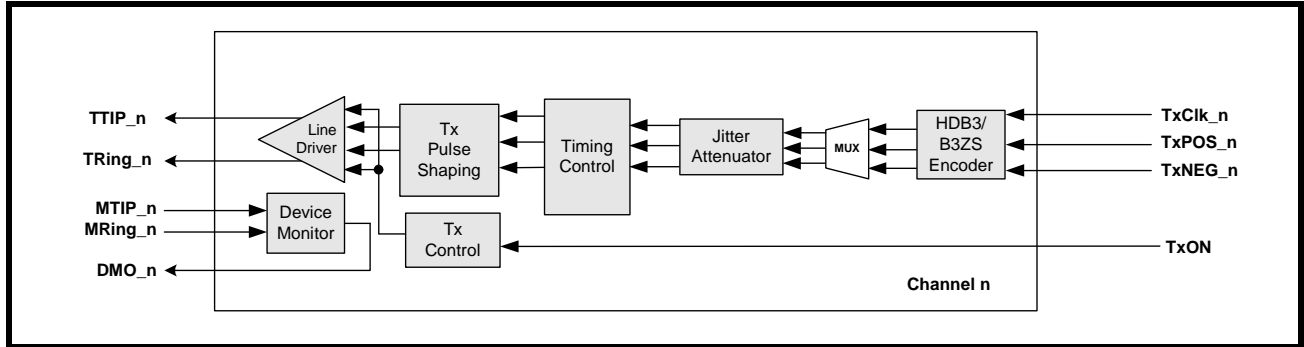 TTIP_n
TRing_n
MTIP_n
MRing_n
DMO_n
Line
Driver
Device
Monitor
Tx
Pulse
Shaping
Tx
Control
Timing
Control
Jitter
Attenuator
MUX
HDB3/
B3ZS
Encoder
TxClk_n
TxPOS_n
TxNEG_n
TxON
Channel n